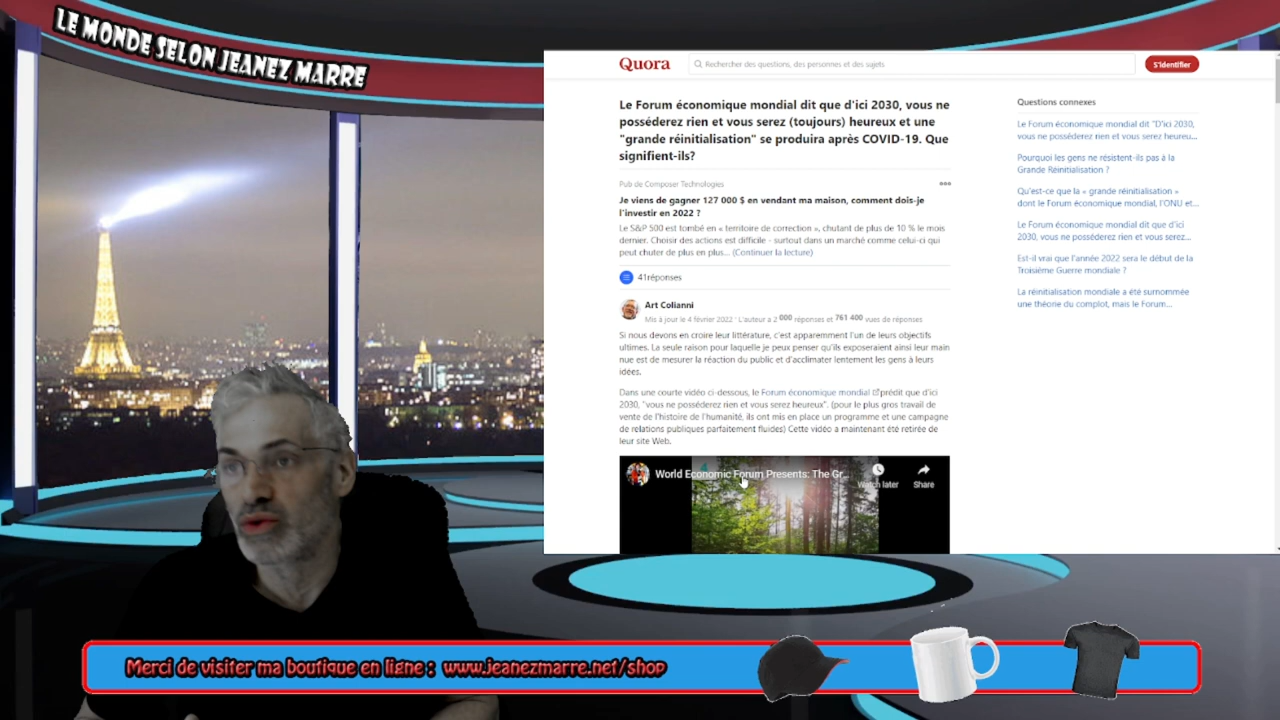 LE MONDE SELON JEANEZ MARRE
Quora
Rechercher des questions, des personnes et des sujets
S'identifier
Le Forum économique mondial dit que d'ici 2030, vous ne
posséderez rien et vous serez (toujours) heureux et une
"grande réinitialisation" se produira après COVID-19. Que
signifient-ils?
Pub de Composer Technologies
Je viens de gagner 127 000 $ en vendant ma maison, comment dois-je
l'investir en 2022 ?
Le S&P 500 est tombé en « territoire de correction », chutant de plus de 10 % le mois
dernier. Choisir des actions est difficile - surtout dans un marché comme celui-ci qui
peut chuter de plus en plus... (Continuer la lecture)
41réponses
Art Colianni
Mis à jour le 4 février 2022 · L'auteur a 2 000 réponses et 761 400 vues de réponses
Si nous devons en croire leur littérature, c'est apparemment l'un de leurs objectifs
ultimes. La seule raison pour laquelle je peux penser qu'ils exposeraient ainsi leur main
nue est de mesurer la réaction du public et d'acclimater lentement les gens à leurs
idées.
Dans une courte vidéo ci-dessous, le Forum économique mondial prédit que d'ici
2030, "vous ne posséderez rien et vous serez heureux". (pour le plus gros travail de
vente de l'histoire de l'humanité, ils ont mis en place un programme et une campagne
de relations publiques parfaitement fluides) Cette vidéo a maintenant été retirée de
leur site Web.
World Economic Forum Presents: The Gr...
Watch later
Share
Questions connexes
Le Forum économique mondial dit "D'ici 2030,
vous ne posséderez rien et vous serez heureu...
Pourquoi les gens ne résistent-ils pas à la
Grande Réinitialisation ?
Qu'est-ce que la « grande réinitialisation »
dont le Forum économique mondial, l'ONU et...
Le Forum économique mondial dit que d'ici
2030, vous ne posséderez rien et vous serez...
Est-il vrai que l'année 2022 sera le début de la
Troisième Guerre mondiale ?
La réinitialisation mondiale a été surnommée
une théorie du complot, mais le Forum...
Merci de visiter ma boutique en ligne : www.jeanezmarre.net/shop